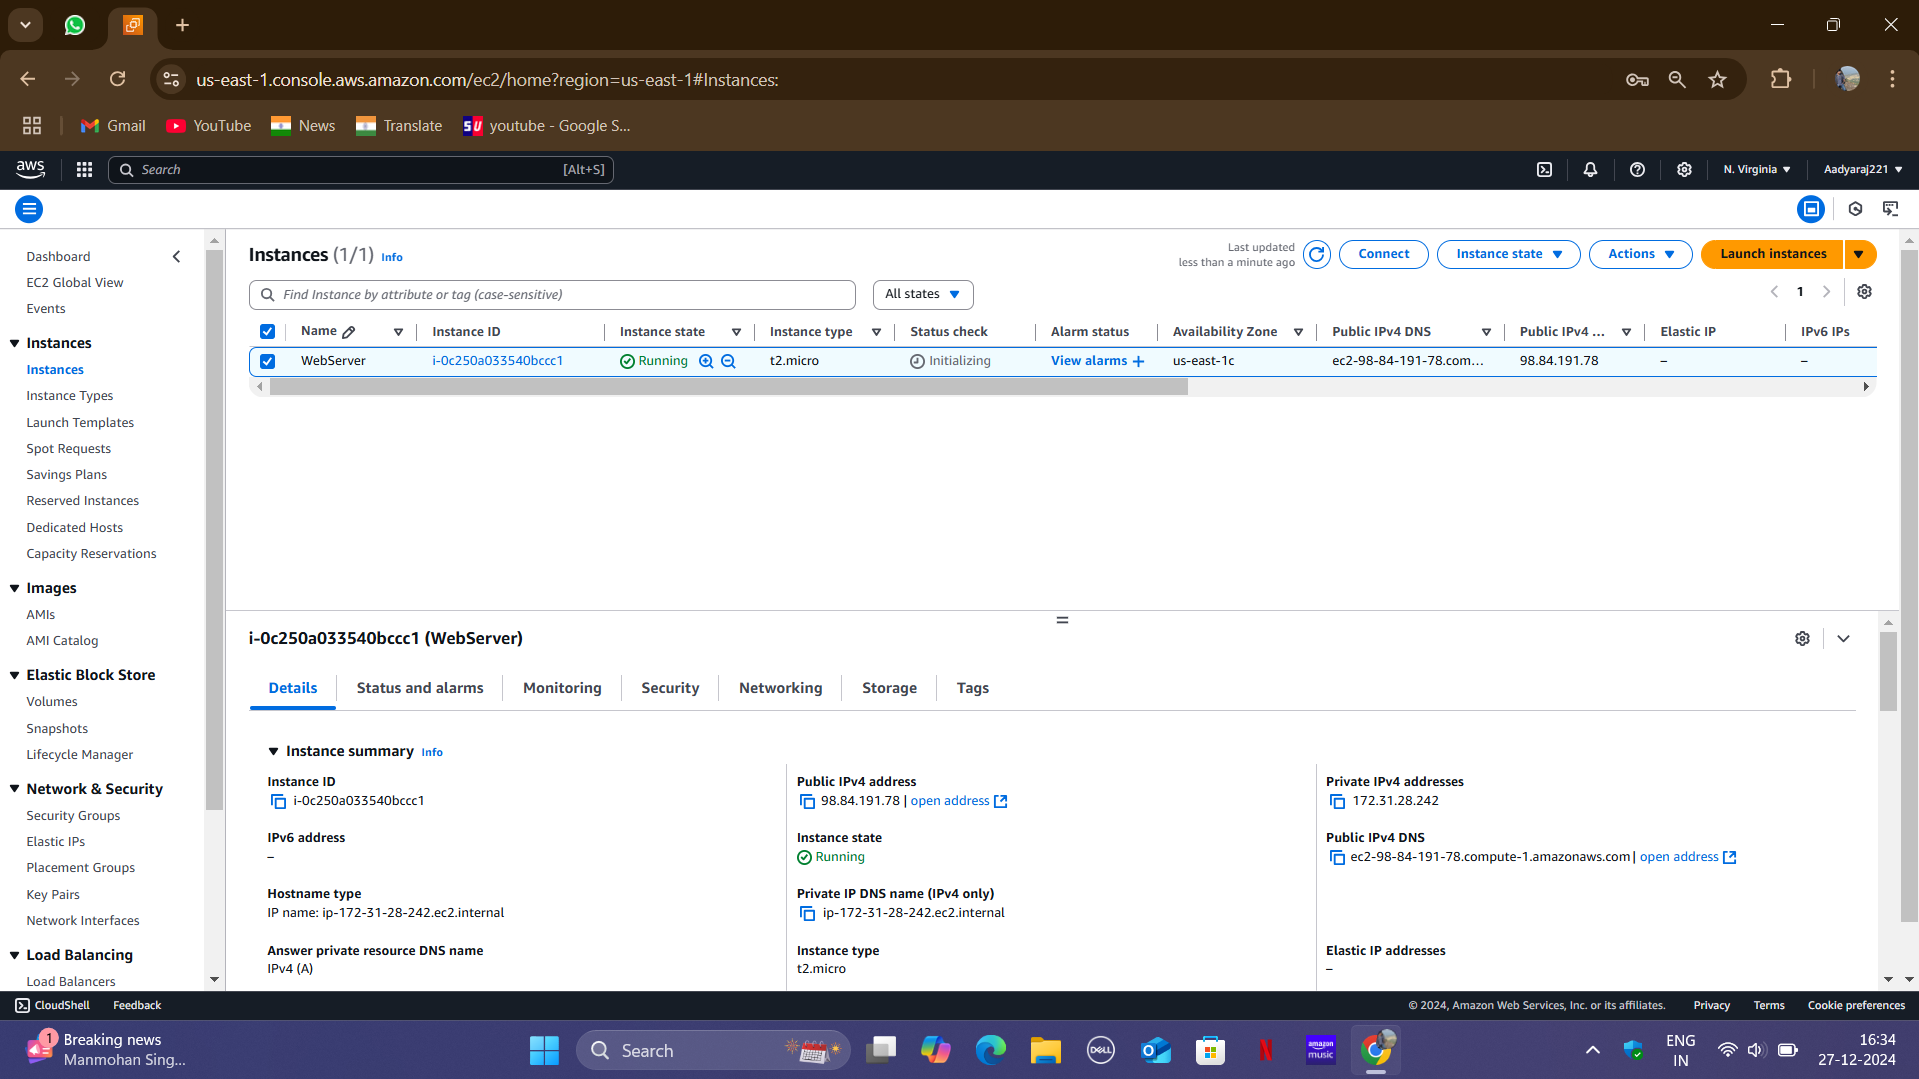 us-east-1.console.aws.amazon.com/ec2/home?region=us-east-1#Instances:
Gmail YouTube News Translate SU youtube - Google S...
aws Search [Alt+S] N. Virginia Aadyaraj221
Dashboard
EC2 Global View
Events
Instances
Instances
Instance Types
Launch Templates
Spot Requests
Savings Plans
Reserved Instances
Dedicated Hosts
Capacity Reservations
Images
AMIs
AMI Catalog
Elastic Block Store
Volumes
Snapshots
Lifecycle Manager
Network & Security
Security Groups
Elastic IPs
Placement Groups
Key Pairs
Network Interfaces
Load Balancing
Load Balancers
Instances (1/1) Info
Last updated
less than a minute ago
Connect Instance state Actions Launch instances
Find Instance by attribute or tag (case-sensitive) All states 1
Name Instance ID Instance state Instance type Status check Alarm status Availability Zone Public IPv4 DNS Public IPv4 ... Elastic IP IPv6 IPs
WebServer i-0c250a033540bccc1 Running t2.micro Initializing View alarms + us-east-1c ec2-98-84-191-78.com... 98.84.191.78 – –
i-0c250a033540bccc1 (WebServer)
Details Status and alarms Monitoring Security Networking Storage Tags
Instance summary Info
Instance ID
i-0c250a033540bccc1
IPv6 address
–
Hostname type
IP name: ip-172-31-28-242.ec2.internal
Answer private resource DNS name
IPv4 (A)
Public IPv4 address
98.84.191.78 | open address
Instance state
Running
Private IP DNS name (IPv4 only)
ip-172-31-28-242.ec2.internal
Instance type
t2.micro
Private IPv4 addresses
172.31.28.242
Public IPv4 DNS
ec2-98-84-191-78.compute-1.amazonaws.com | open address
Elastic IP addresses
–
CloudShell Feedback © 2024, Amazon Web Services, Inc. or its affiliates. Privacy Terms Cookie preferences
1
Breaking news
Manmohan Sing...
Search
DELL
amazon music
N
ENG
IN
16:34
27-12-2024